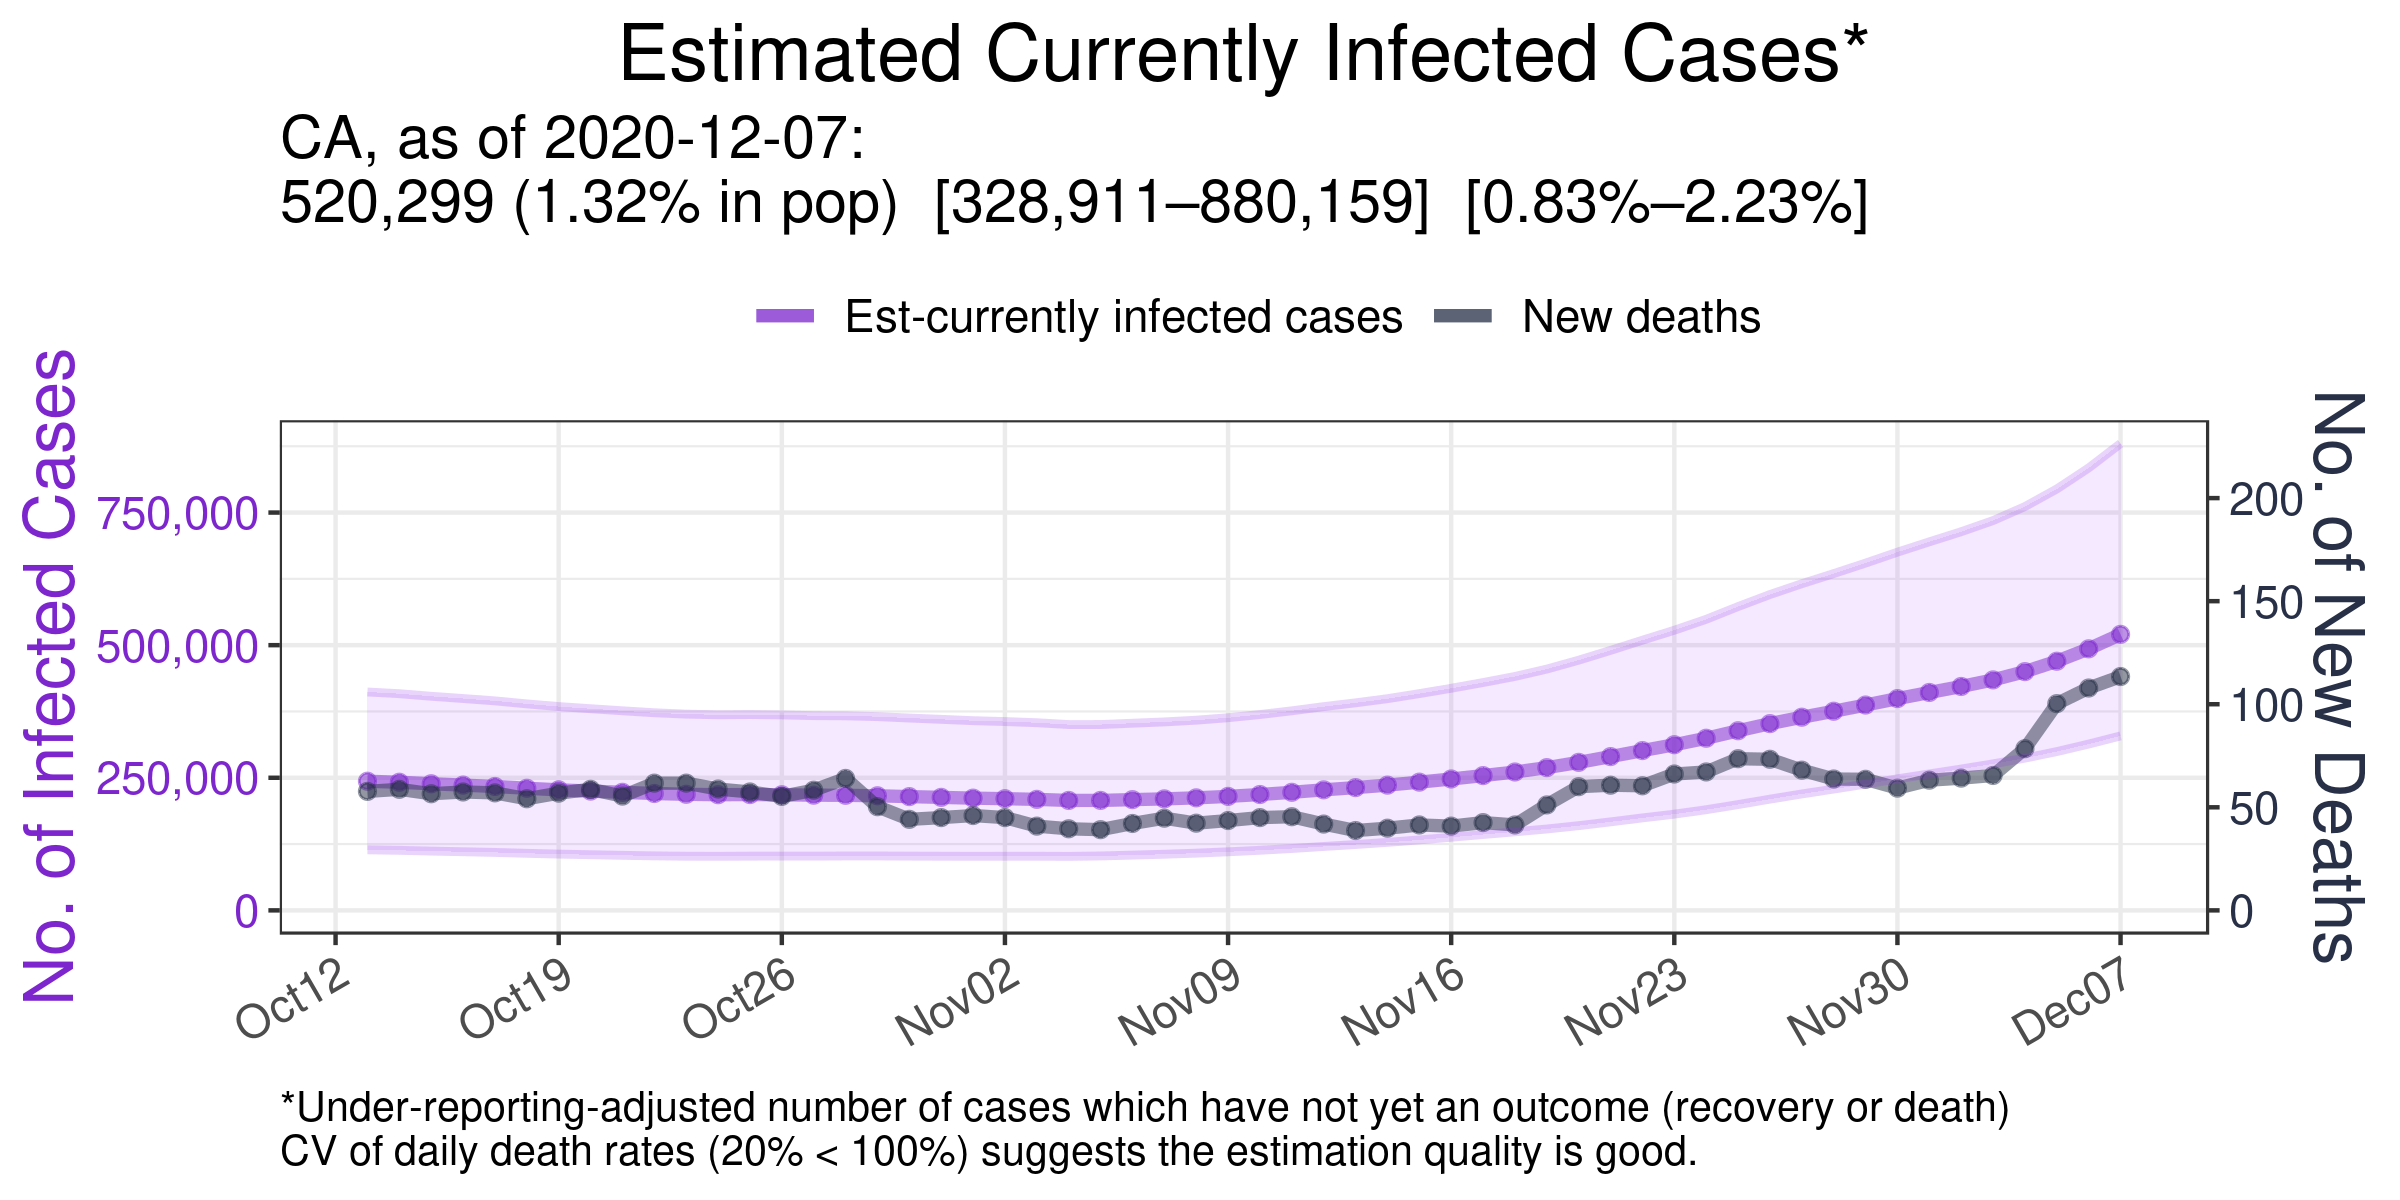 Estimated Currently Infected Cases*
CA, as of 2020-12-07:
520,299 (1.32% in pop)  [328,911–880,159]  [0.83%–2.23%]
Est-currently infected cases
New deaths
No. of Infected Cases
750,000
500,000
250,000
0
200
150
100
50
0
No. of New Deaths
Oct12
Oct19
Oct26
Nov02
Nov09
Nov16
Nov23
Nov30
Dec07
*Under-reporting-adjusted number of cases which have not yet an outcome (recovery or death)
CV of daily death rates (20% < 100%) suggests the estimation quality is good.